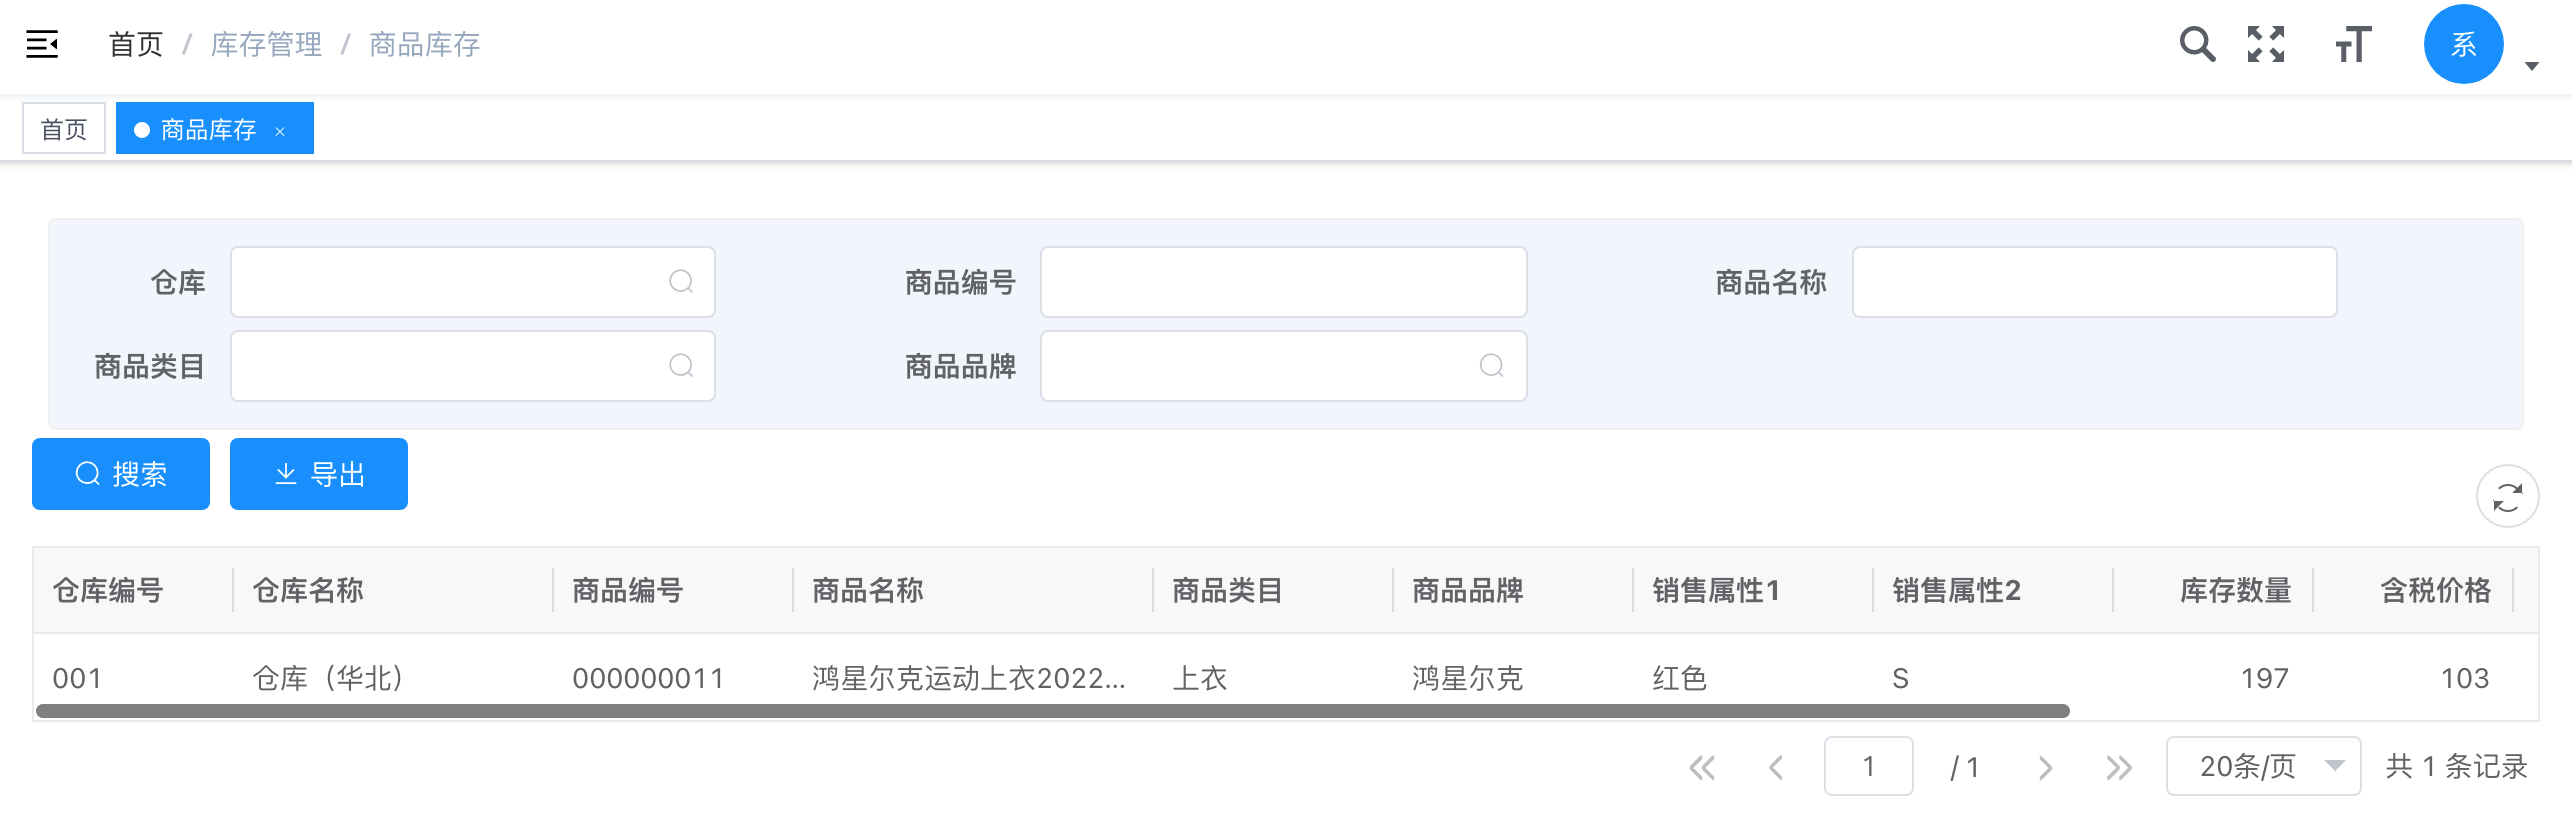 首页 / 库存管理 / 商品库存 系
首页 商品库存 ×
仓库 商品编号 商品名称
商品类目 商品品牌
搜索 导出
仓库编号 仓库名称 商品编号 商品名称 商品类目 商品品牌 销售属性1 销售属性2 库存数量 含税价格
001 仓库（华北） 000000011 鸿星尔克运动上衣2022... 上衣 鸿星尔克 红色 S 197 103
1 / 1 20条/页 共 1 条记录